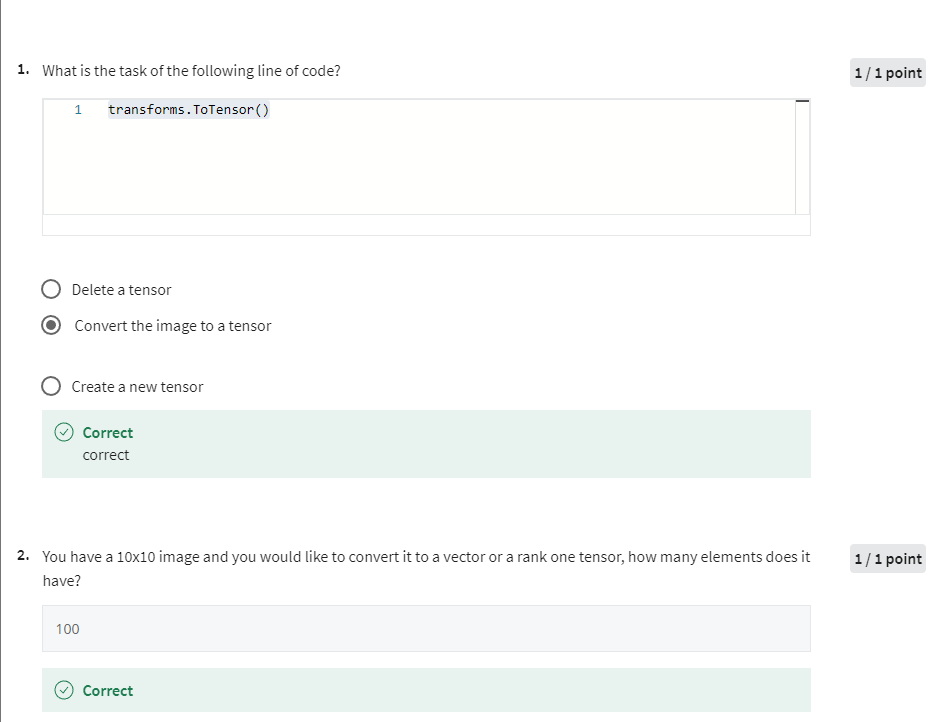 1. What is the task of the following line of code?
1 / 1 point
1 transforms.ToTensor()
Delete a tensor
Convert the image to a tensor
Create a new tensor
Correct
correct
2. You have a 10x10 image and you would like to convert it to a vector or a rank one tensor, how many elements does it
have?
1 / 1 point
100
Correct